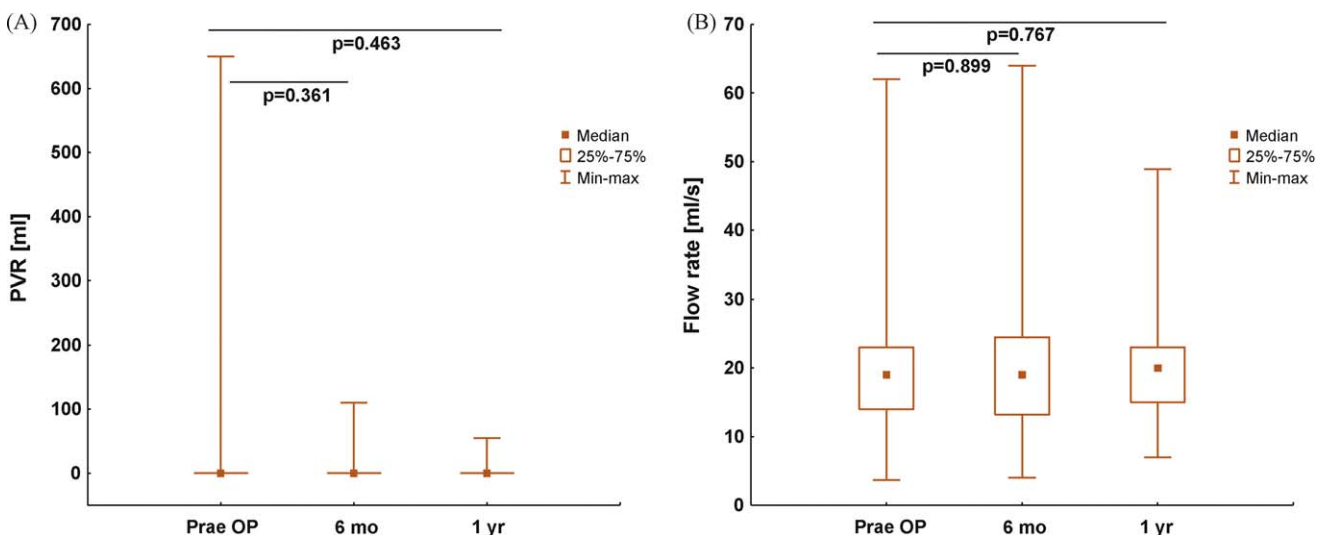 (A)
700
600
500
400
300
200
100
0
PVR [ml]
p=0.463
p=0.361
Median
25%-75%
Min-max
Prae OP 6 mo 1 yr
(B)
70
60
50
40
30
20
10
0
Flow rate [ml/s]
p=0.767
p=0.899
Median
25%-75%
Min-max
Prae OP 6 mo 1 yr